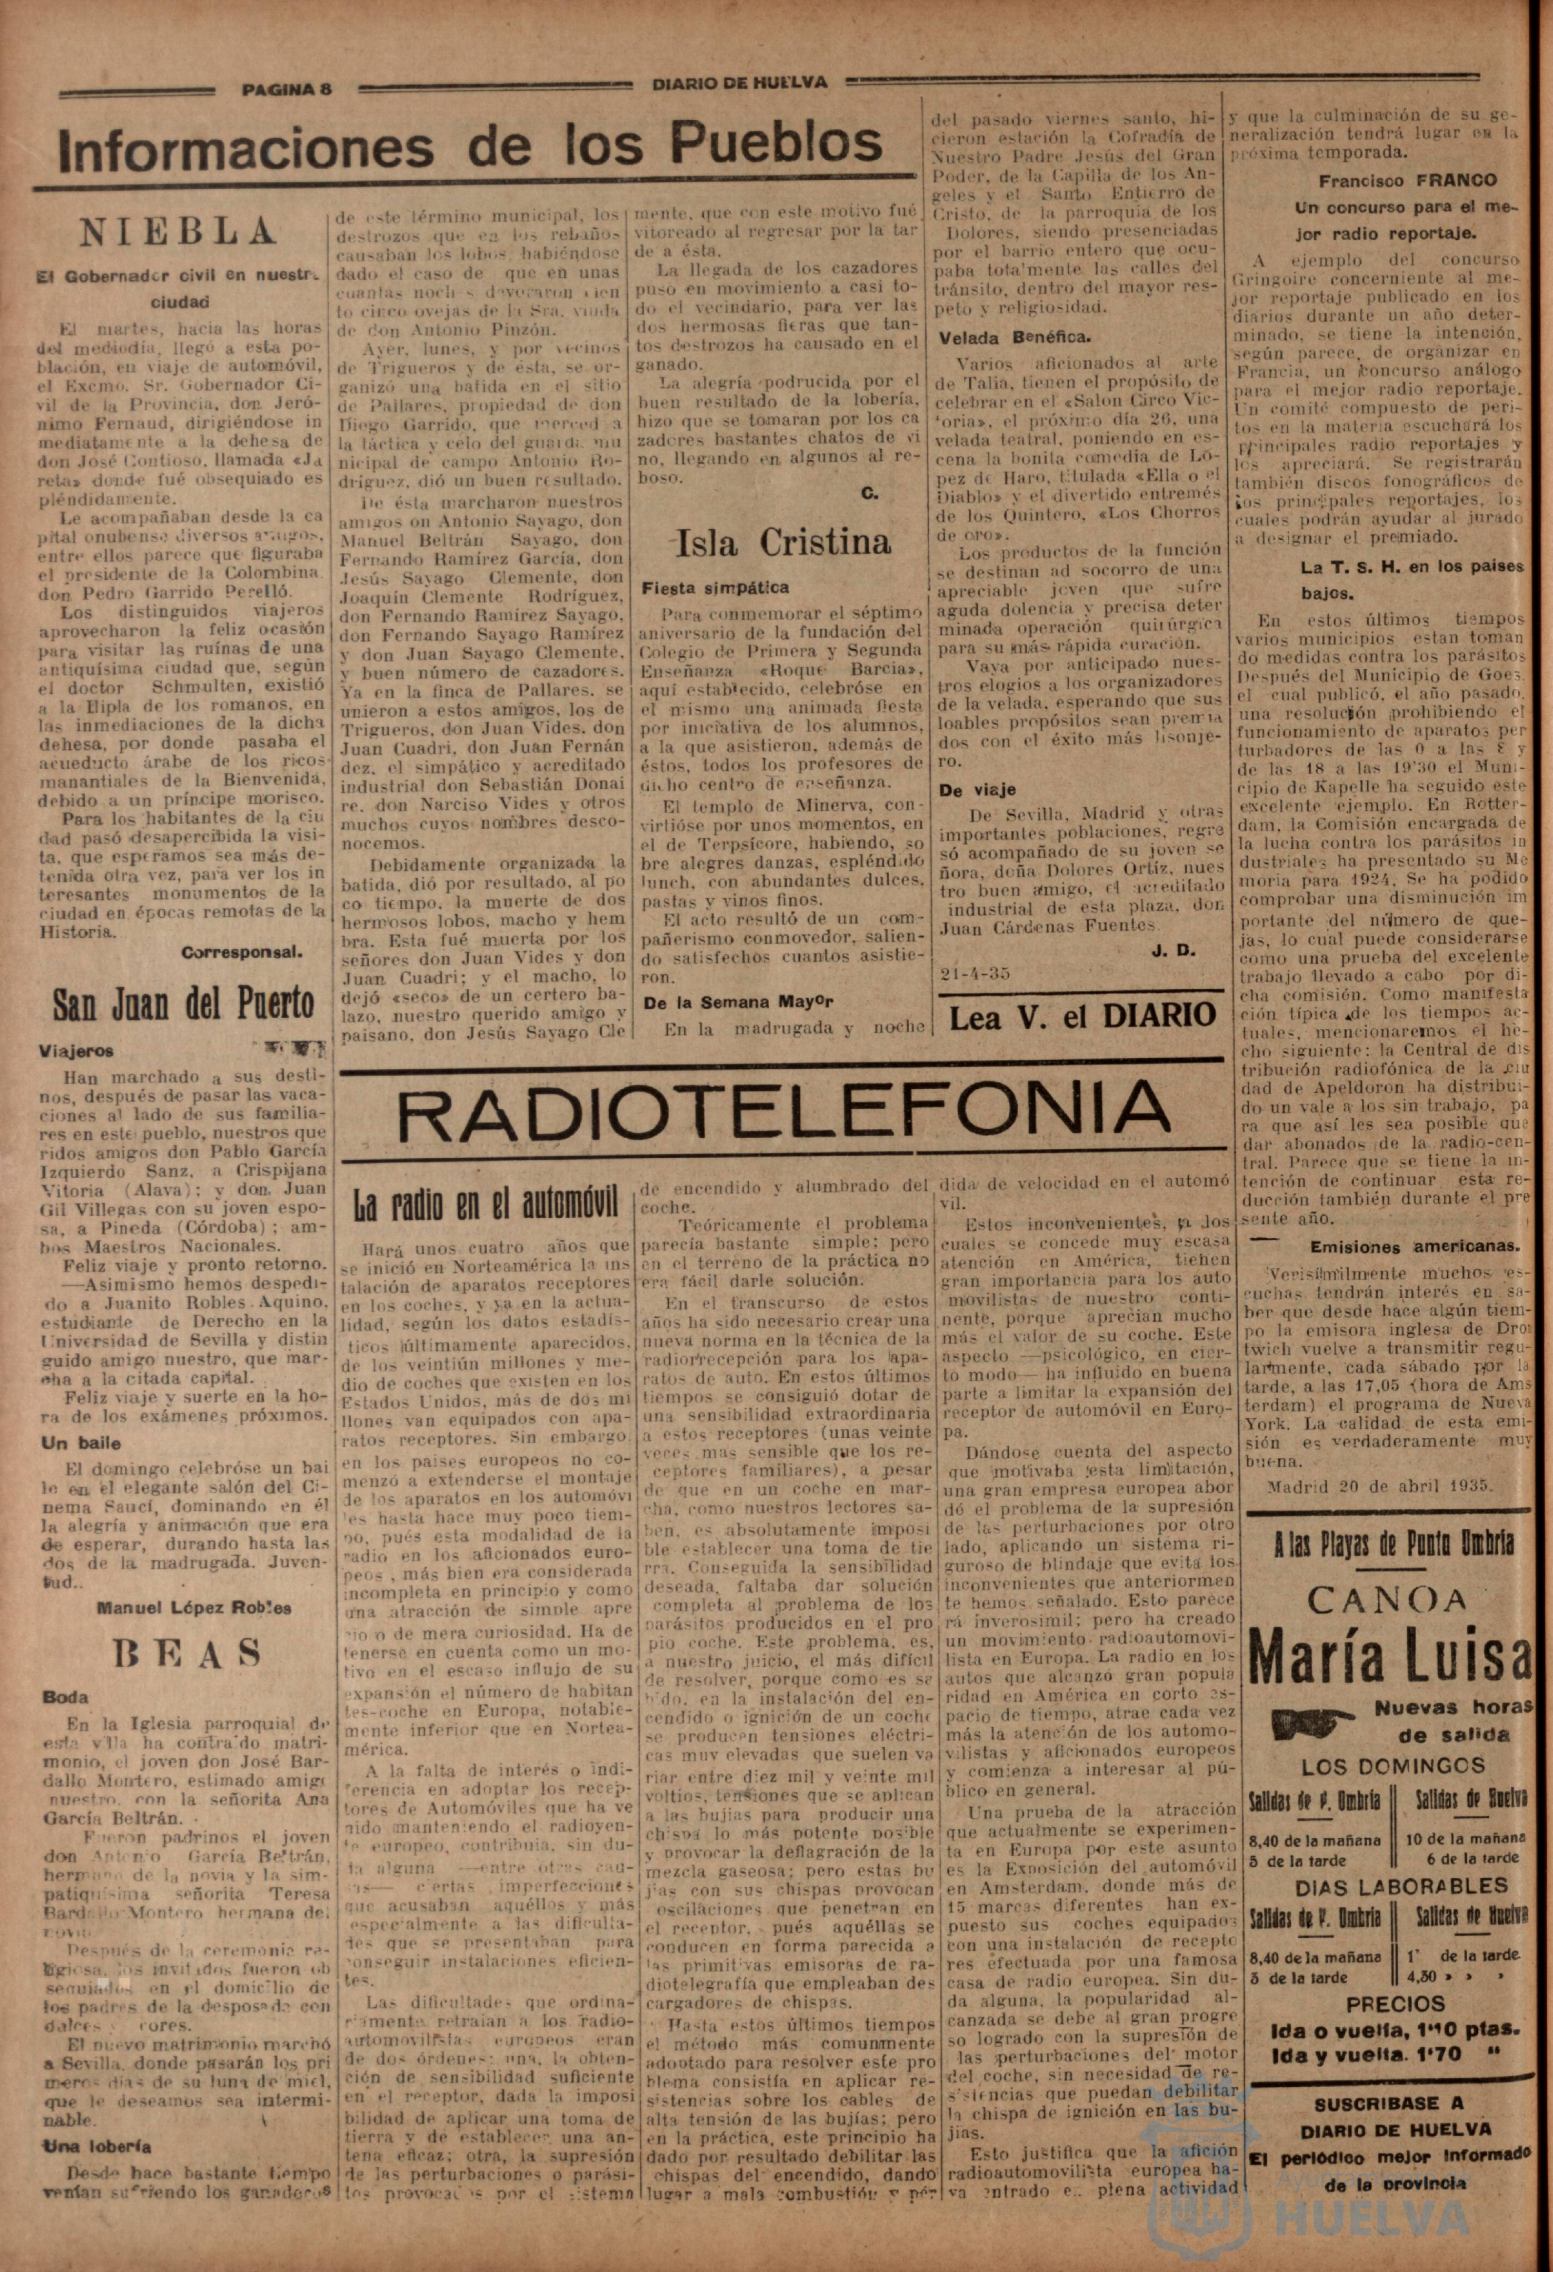 PAGINA 8
DIARIO DE HUELVA
Informaciones de los Pueblos
NIEBLA
El Gobernador civil en nuestra
ciudad
El martes, hacia las horas
del mediodía, llegó a esta po-
blación, en viaje de automóvil,
el Excmo. Sr. Gobernador Ci-
vil de la Provincia, don Jeró-
nimo Fernaud, dirigiéndose in
mediatamente a la dehesa de
don José Contioso, llamada «Ja
reta» donde fué obsequiado es
pléndidamente.
Le acompañaban desde la ca
pital onubense diversos amigos,
entre ellos parece que figuraba
el presidente de la Colombina
don Pedro Garrido Perelló.
Los distinguidos viajeros
aprovecharon la feliz ocasión
para visitar las ruinas de una
antiquísima ciudad que, según
el doctor Schmulten, existió
a la Ilipla de los romanos, en
las inmediaciones de la dicha
dehesa, por donde pasaba el
acueducto árabe de los ricos
manantiales de la Bienvenida,
debido a un príncipe morisco.
Para los habitantes de la ciu
dad pasó desapercibida la visi-
ta, que esperamos sea más de-
tenida otra vez, para ver los in
teresantes monumentos de la
ciudad en épocas remotas de la
Historia.
Corresponsal.
San Juan del Puerto
Viajeros
Han marchado a sus desti-
nos, después de pasar las vaca-
ciones al lado de sus familia-
res en este pueblo, nuestros que
ridos amigos don Pablo García
Izquierdo Sanz, a Crispijana
Vitoria (Alava); y don Juan
Gil Villegas con su joven espo-
sa, a Pineda (Córdoba); am-
bos Maestros Nacionales.
Feliz viaje y pronto retorno.
—Asimismo hemos despedi-
do a Juanito Robles Aquino,
estudiante de Derecho en la
Universidad de Sevilla y distin
guido amigo nuestro, que mar-
cha a la citada capital.
Feliz viaje y suerte en la ho-
ra de los exámenes próximos.
Un baile
El domingo celebróse un bai
le en el elegante salón del Ci-
nema Saucí, dominando en él
la alegría y animación que era
de esperar, durando hasta las
dos de la madrugada. Juven-
tud..
Manuel López Robles
BEAS
Boda
En la Iglesia parroquial de
esta villa ha contraído matri-
monio, el joven don José Bar-
dallo Montero, estimado amigo
nuestro, con la señorita Ana
García Beltrán.
Fueron padrinos el joven
don Antonio García Beltrán,
hermano de la novia y la sim-
patiquísima señorita Teresa
Bardallo Montero hermana del
novio
Después de la ceremonia re-
ligiosa, los invitados fueron ob
sequiados en el domicilio de
los padres de la desposada con
dulces y licores.
El nuevo matrimonio marchó
a Sevilla, donde pasarán los pri
meros días de su luna de miel,
que le deseamos sea intermi-
nable.
Una lobería
Desde hace bastante tiempo
venían sufriendo los ganaderos
de este término municipal, los
destrozos que en los rebaños
causaban los lobos, habiéndose
dado el caso de que en unas
cuantas noches devoraron cien
to cinco ovejas de la Sra. viuda
de don Antonio Pinzón.
Ayer, lunes, y por vecinos
de Trigueros y de ésta, se or-
ganizó una batida en el sitio
de Pallares, propiedad de don
Diego Garrido, que merced a
la táctica y celo del guarda mu
nicipal de campo Antonio Ro-
dríguez, dió un buen resultado.
De ésta marcharon nuestros
amigos on Antonio Sayago, don
Manuel Beltrán Sayago, don
Fernando Ramírez García, don
Jesús Sayago Clemente, don
Joaquín Clemente Rodríguez,
don Fernando Ramírez Sayago,
don Fernando Sayago Ramírez
y don Juan Sayago Clemente,
y buen número de cazadores.
Ya en la finca de Pallares, se
unieron a estos amigos, los de
Trigueros, don Juan Vides, don
Juan Cuadri, don Juan Fernán
dez, el simpático y acreditado
industrial don Sebastián Donai
re, don Narciso Vides y otros
muchos cuyos nombres desco-
nocemos.
Debidamente organizada la
batida, dió por resultado, al po
co tiempo, la muerte de dos
hermosos lobos, macho y hem
bra. Esta fué muerta por los
señores don Juan Vides y don
Juan Cuadri; y el macho, lo
dejó «seco» de un certero ba-
lazo, nuestro querido amigo y
paisano, don Jesús Sayago Cle
mente, que con este motivo fué
vitoreado al regresar por la tar
de a ésta.
La llegada de los cazadores
puso en movimiento a casi to-
do el vecindario, para ver las
dos hermosas fieras que tan-
tos destrozos ha causado en el
ganado.
La alegría podrucida por el
buen resultado de la lobería,
hizo que se tomaran por los ca
zadores bastantes chatos de vi
no, llegando en algunos al re-
boso.
C.
Isla Cristina
Fiesta simpática
Para conmemorar el séptimo
aniversario de la fundación del
Colegio de Primera y Segunda
Enseñanza «Roque Barcia»,
aquí establecido, celebróse en
el mismo una animada fiesta
por iniciativa de los alumnos,
a la que asistieron, además de
éstos, todos los profesores de
dicho centro de enseñanza.
El templo de Minerva, con-
virtióse por unos momentos, en
el de Terpsícore, habiendo, so
bre alegres danzas, espléndido
lunch, con abundantes dulces,
pastas y vinos finos.
El acto resultó de un com-
pañerismo conmovedor, salien-
do satisfechos cuantos asistie-
ron.
De la Semana Mayor
En la madrugada y noche
del pasado viernes santo, hi-
cieron estación la Cofradía de
Nuestro Padre Jesús del Gran
Poder, de la Capilla de los An-
geles y el Santo Entierro de
Cristo, de la parroquia de los
Dolores, siendo presenciadas
por el barrio entero que ocu-
paba totalmente las calles del
tránsito, dentro del mayor res-
peto y religiosidad.
Velada Benéfica.
Varios aficionados al arte
de Talia, tienen el propósito de
celebrar en el «Salon Circo Vic-
toria», el próximo día 26, una
velada teatral, poniendo en es-
cena la bonita comedia de Ló-
pez de Haro, titulada «Ella o el
Diablo» y el divertido entremés
de los Quintero, «Los Chorros
de oro».
Los productos de la función
se destinan ad socorro de una
apreciable joven que sufre
aguda dolencia y precisa deter
minada operación quirúrgica
para su más rápida curación.
Vaya por anticipado nues-
tros elogios a los organizadores
de la velada, esperando que sus
loables propósitos sean premia
dos con el éxito más lisonje-
ro.
De viaje
De Sevilla, Madrid y otras
importantes poblaciones, regre
só acompañado de su joven se
ñora, doña Dolores Ortiz, nues
tro buen amigo, el acreditado
industrial de esta plaza, don
Juan Cárdenas Fuentes
J. D.
21-4-35
Lea V. el DIARIO
RADIOTELEFONIA
La radio en el automóvil
Hará unos cuatro años que
se inició en Norteamérica la ins
talación de aparatos receptores
en los coches, y ya en la actua-
lidad, según los datos estadís-
ticos últimamente aparecidos,
de los veintiún millones y me-
dio de coches que existen en los
Estados Unidos, más de dos mi
llones van equipados con apa-
ratos receptores. Sin embargo
en los países europeos no co-
menzó a extenderse el montaje
de los aparatos en los automóvi
les hasta hace muy poco tiem-
po, pués esta modalidad de la
radio en los aficionados euro-
peos, más bien era considerada
incompleta en principio y como
una atracción de simple apre
cio o de mera curiosidad. Ha de
tenerse en cuenta como un mo-
tivo en el escaso influjo de su
expansión el número de habitan
tes-coche en Europa, notable-
mente inferior que en Nortea-
mérica.
A la falta de interés o indi-
ferencia en adoptar los recep-
tores de Automóviles que ha ve
nido manteniendo el radioyen-
te europeo, contribuía, sin du-
da alguna —entre otras cau-
sas— ciertas imperfecciones
que acusaban aquéllos y más
especialmente a las dificulta-
des que se presentaban para
conseguir instalaciones eficien-
tes.
Las dificultades que ordina-
riamente retraían a los radio-
automovilistas europeos eran
de dos órdenes: una, la obten-
ción de sensibilidad suficiente
en el receptor, dada la imposi
bilidad de aplicar una toma de
tierra y de establecer una an-
tena eficaz; otra, la supresión
de las perturbaciones o parási-
tos provocados por el sistema
de encendido y alumbrado del
coche.
Teóricamente el problema
parecía bastante simple; pero
en el terreno de la práctica no
era fácil darle solución.
En el transcurso de estos
años ha sido necesario crear una
nueva norma en la técnica de la
radiorrecepción para los apa-
ratos de auto. En estos últimos
tiempos se consiguió dotar de
una sensibilidad extraordinaria
a estos receptores (unas veinte
veces mas sensible que los re-
ceptores familiares), a pesar
de que en un coche en mar-
cha, como nuestros lectores sa-
ben, es absolutamente imposi
ble establecer una toma de tie
rra. Conseguida la sensibilidad
deseada, faltaba dar solución
completa al problema de los
parásitos producidos en el pro
pio coche. Este problema, es,
a nuestro juicio, el más difícil
de resolver, porque como es sa
bido, en la instalación del en-
cendido o ignición de un coche
se producen tensiones eléctri-
cas muy elevadas que suelen va
riar entre diez mil y veinte mil
voltios, tensiones que se aplican
a las bujías para producir una
chispa lo más potente posible
y provocar la deflagración de la
mezcla gaseosa; pero estas bu
jías con sus chispas provocan
oscilaciones que penetran en
el receptor, pués aquéllas se
conducen en forma parecida a
las primitivas emisoras de ra-
diotelegrafía que empleaban des
cargadores de chispas.
Hasta estos últimos tiempos
el método más comunmente
adoptado para resolver este pro
blema consistía en aplicar re-
sistencias sobre los cables de
alta tensión de las bujías; pero
en la práctica, este principio ha
dado por resultado debilitar las
chispas del encendido, dando
lugar a mala combustión y pér
dida de velocidad en el automó
vil.
Estos inconvenientes, a los
cuales se concede muy escasa
atención en América, tienen
gran importancia para los auto
movilistas de nuestro conti-
nente, porque aprecian mucho
más el valor de su coche. Este
aspecto —psicológico, en cier-
to modo— ha influído en buena
parte a limitar la expansión del
receptor de automóvil en Euro-
pa.
Dándose cuenta del aspecto
que motivaba esta limitación,
una gran empresa europea abor
dó el problema de la supresión
de las perturbaciones por otro
lado, aplicando un sistema ri-
guroso de blindaje que evita los
inconvenientes que anteriormen
te hemos señalado. Esto parece
rá inverosimil; pero ha creado
un movimiento radioautomovi-
lista en Europa. La radio en los
autos que alcanzó gran popula
ridad en América en corto es-
pacio de tiempo, atrae cada vez
más la atención de los automo-
vilistas y aficionados europeos
y comienza a interesar al pú-
blico en general.
Una prueba de la atracción
que actualmente se experimen-
ta en Europa por este asunto
es la Exposición del automóvil
en Amsterdam, donde más de
15 marcas diferentes han ex-
puesto sus coches equipados
con una instalación de recepto
res efectuada por una famosa
casa de radio europea. Sin du-
da alguna, la popularidad al-
canzada se debe al gran progre
so logrado con la supresión de
las perturbaciones del motor
del coche, sin necesidad de re-
sistencias que puedan debilitar
la chispa de ignición en las bu-
jías.
Esto justifica que la afición
radioautomovilista europea ha-
ya entrado en plena actividad
y que la culminación de su ge-
neralización tendrá lugar en la
próxima temporada.
Francisco FRANCO
Un concurso para el me-
jor radio reportaje.
A ejemplo del concurso
Gringoire concerniente al me-
jor reportaje publicado en los
diarios durante un año deter-
minado, se tiene la intención,
según parece, de organizar en
Francia, un concurso análogo
para el mejor radio reportaje.
Un comité compuesto de peri-
tos en la materia escuchará los
principales radio reportajes y
los apreciará. Se registrarán
también discos fonográficos de
los principales reportajes, los
cuales podrán ayudar al jurado
a designar el premiado.
La T. S. H. en los paises
bajos.
En estos últimos tiempos
varios municipios estan toman
do medidas contra los parásitos
Después del Municipio de Goes,
el cual publicó, el año pasado,
una resolución prohibiendo el
funcionamiento de aparatos per
turbadores de las 0 a las 8 y
de las 18 a las 19'30 el Muni-
cipio de Kapelle ha seguido este
excelente ejemplo. En Rotter-
dam, la Comisión encargada de
la lucha contra los parásitos in
dustriales ha presentado su Me
moria para 1924. Se ha podido
comprobar una disminución im
portante del número de que-
jas, lo cual puede considerarse
como una prueba del excelente
trabajo llevado a cabo por di-
cha comisión. Como manifesta
ción típica de los tiempos ac-
tuales, mencionaremos el he-
cho siguiente: la Central de dis
tribución radiofónica de la ciu
dad de Apeldoron ha distribuí-
do un vale a los sin trabajo, pa
ra que así les sea posible que
dar abonados de la radio-cen-
tral. Parece que se tiene la in-
tención de continuar esta re-
ducción también durante el pre
sente año.
Emisiones americanas.
Verisimilmente muchos es-
cuchas tendrán interés en sa-
ber que desde hace algún tiem-
po la emisora inglesa de Droi
twich vuelve a transmitir regu-
larmente, cada sábado por la
tarde, a las 17,05 (hora de Ams
terdam) el programa de Nueva
York. La calidad de esta emi-
sión es verdaderamente muy
buena.
Madrid 20 de abril 1935.
A las Playas de Punta Umbría
CANOA
María Luisa
Nuevas horas
de salida
LOS DOMINGOS
Salidas de P. Umbría Salidas de Huelva
8,40 de la mañana 10 de la mañana
5 de la tarde 6 de la tarde
DIAS LABORABLES
Salidas de P. Umbría Salidas de Huelva
8,40 de la mañana 1' de la tarde
5 de la tarde 4,30 » » »
PRECIOS
Ida o vuelta, 1'10 ptas.
Ida y vuelta. 1'70 "
SUSCRIBASE A
DIARIO DE HUELVA
El periódico mejor informado
de la provincia
HUELVA